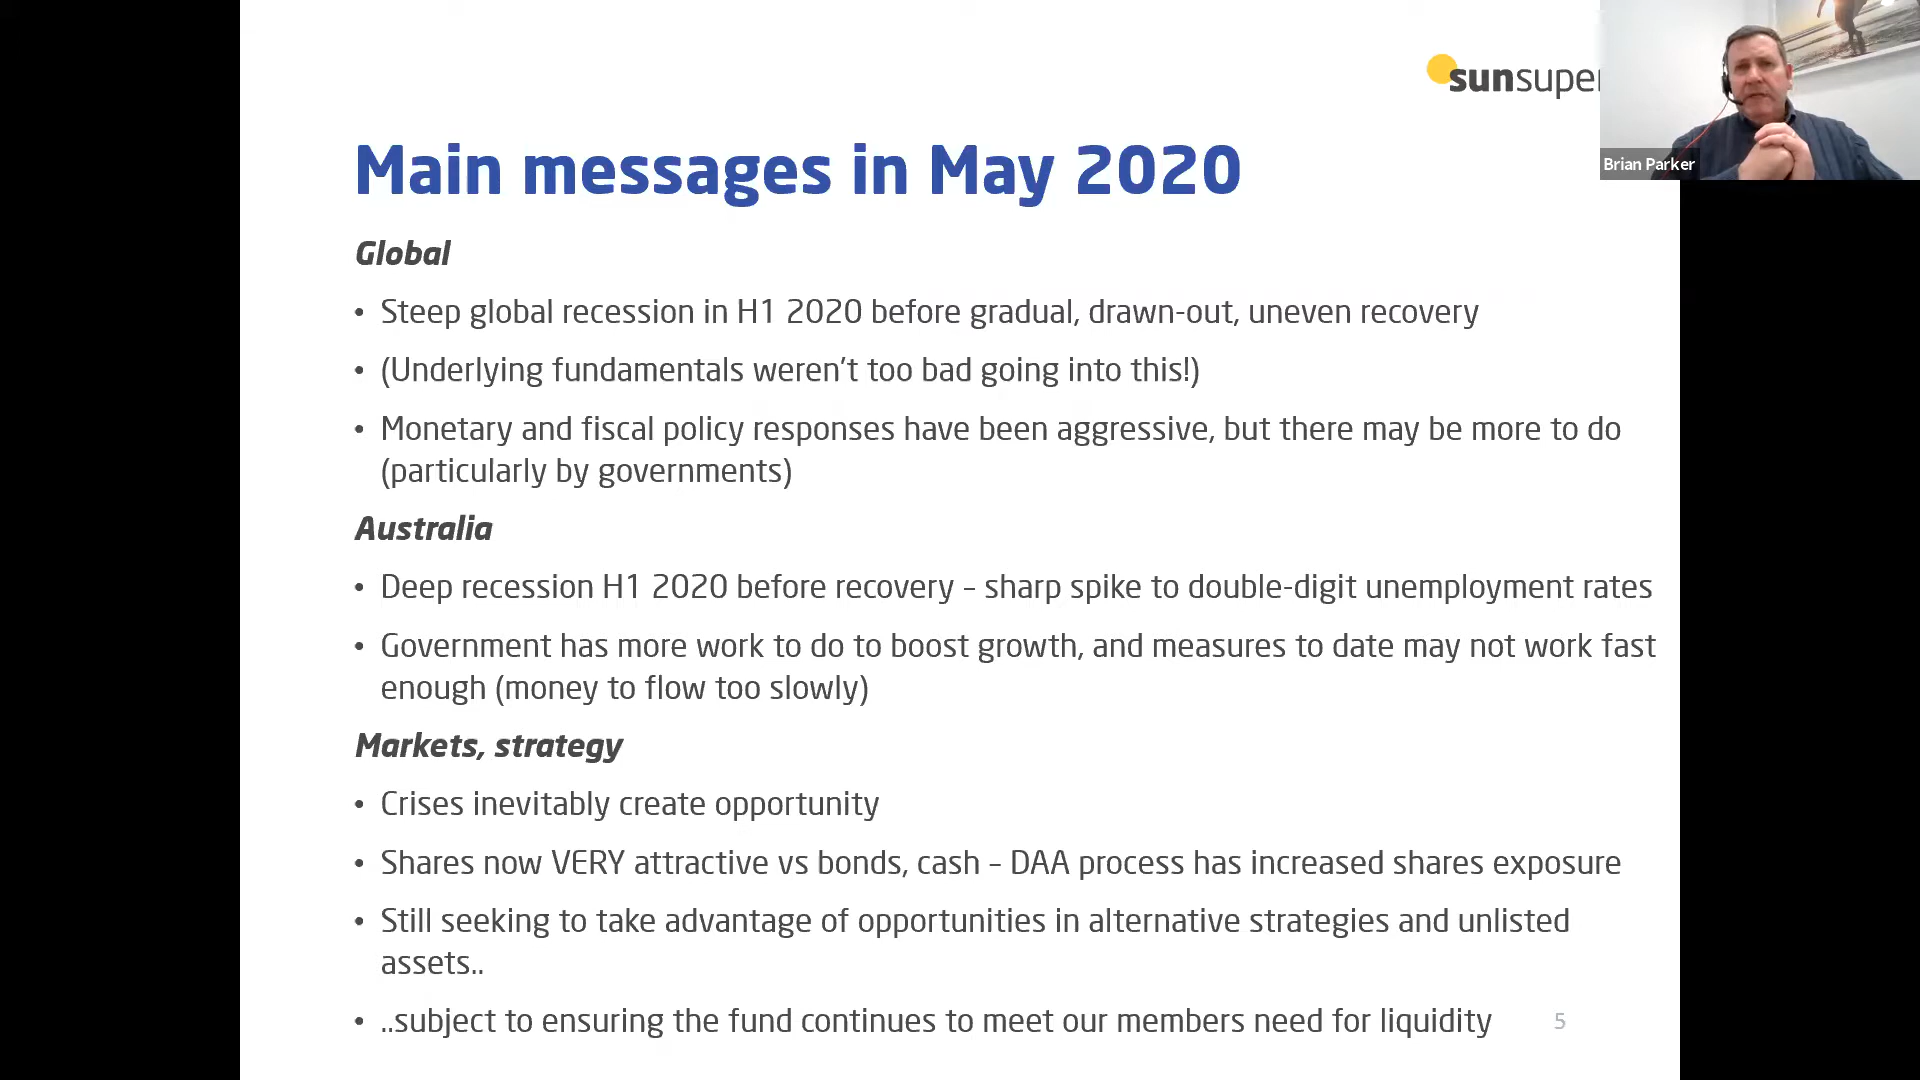 sunsuper
Brian Parker
Main messages in May 2020
Global
• Steep global recession in H1 2020 before gradual, drawn-out, uneven recovery
• (Underlying fundamentals weren't too bad going into this!)
• Monetary and fiscal policy responses have been aggressive, but there may be more to do
(particularly by governments)
Australia
• Deep recession H1 2020 before recovery – sharp spike to double-digit unemployment rates
• Government has more work to do to boost growth, and measures to date may not work fast
enough (money to flow too slowly)
Markets, strategy
• Crises inevitably create opportunity
• Shares now VERY attractive vs bonds, cash – DAA process has increased shares exposure
• Still seeking to take advantage of opportunities in alternative strategies and unlisted
assets..
• ..subject to ensuring the fund continues to meet our members need for liquidity
5